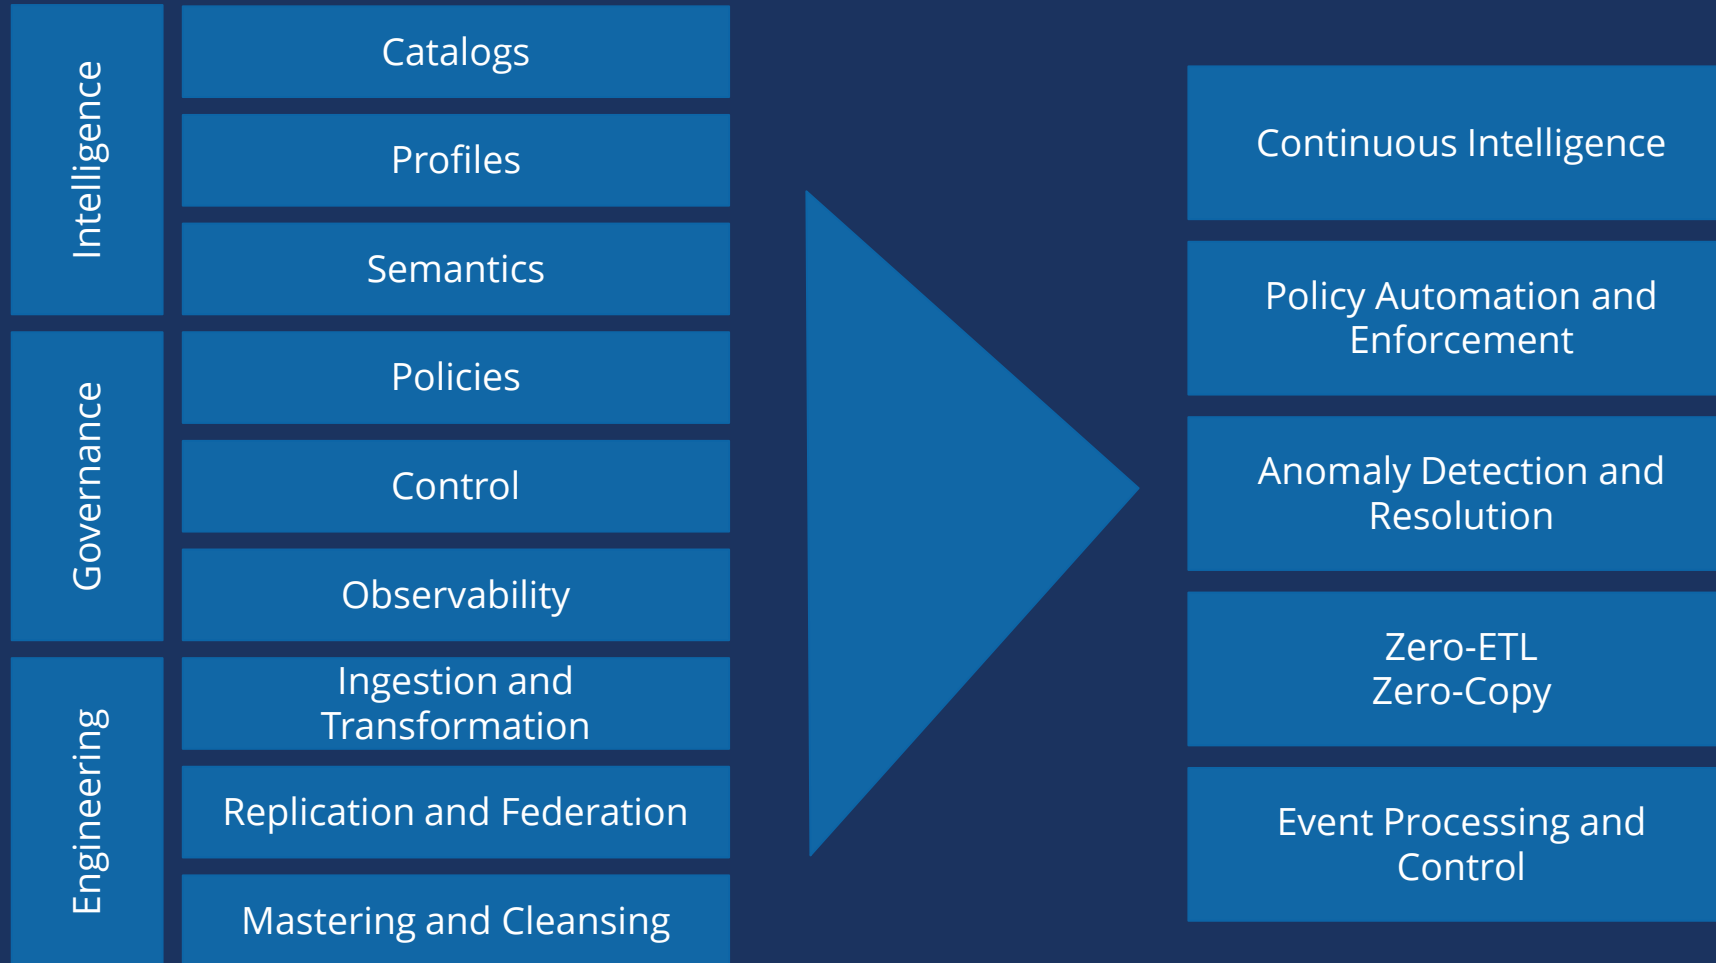 Intelligence
Catalogs
Profiles
Semantics
Governance
Policies
Control
Observability
Engineering
Ingestion and
Transformation
Replication and Federation
Mastering and Cleansing
Continuous Intelligence
Policy Automation and
Enforcement
Anomaly Detection and
Resolution
Zero-ETL
Zero-Copy
Event Processing and
Control